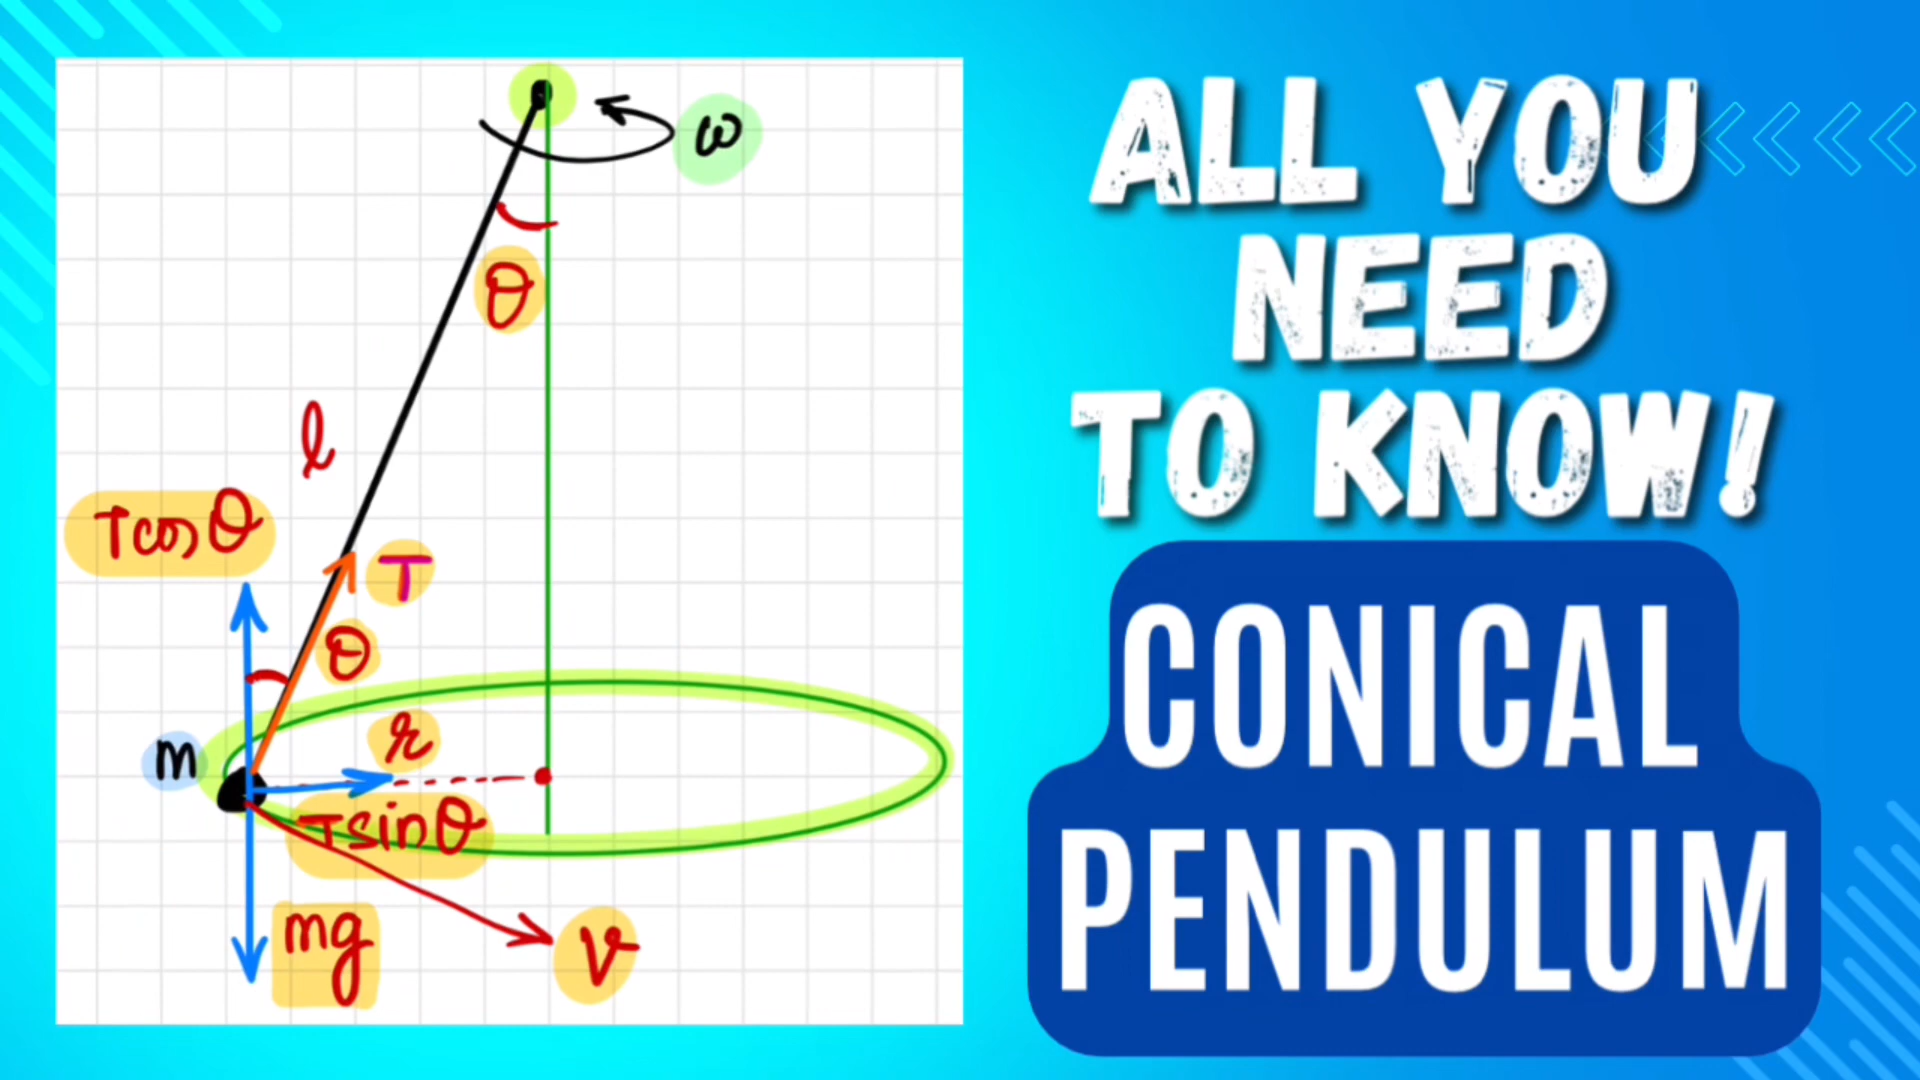 ω
θ
l
Tcosθ
T
θ
r
m
Tsinθ
mg
V
ALL YOU
NEED
TO KNOW!
CONICAL
PENDULUM